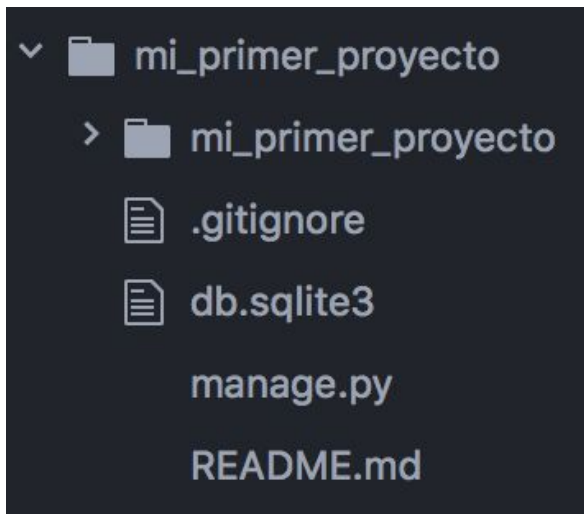 mi_primer_proyecto
mi_primer_proyecto
.gitignore
db.sqlite3
manage.py
README.md